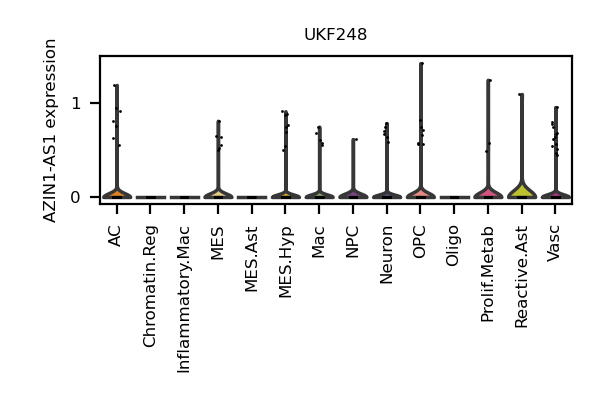 UKF248
AZIN1-AS1 expression
1
0
AC
Chromatin.Reg
Inflammatory.Mac
MES
MES.Ast
MES.Hyp
Mac
NPC
Neuron
OPC
Oligo
Prolif.Metab
Reactive.Ast
Vasc